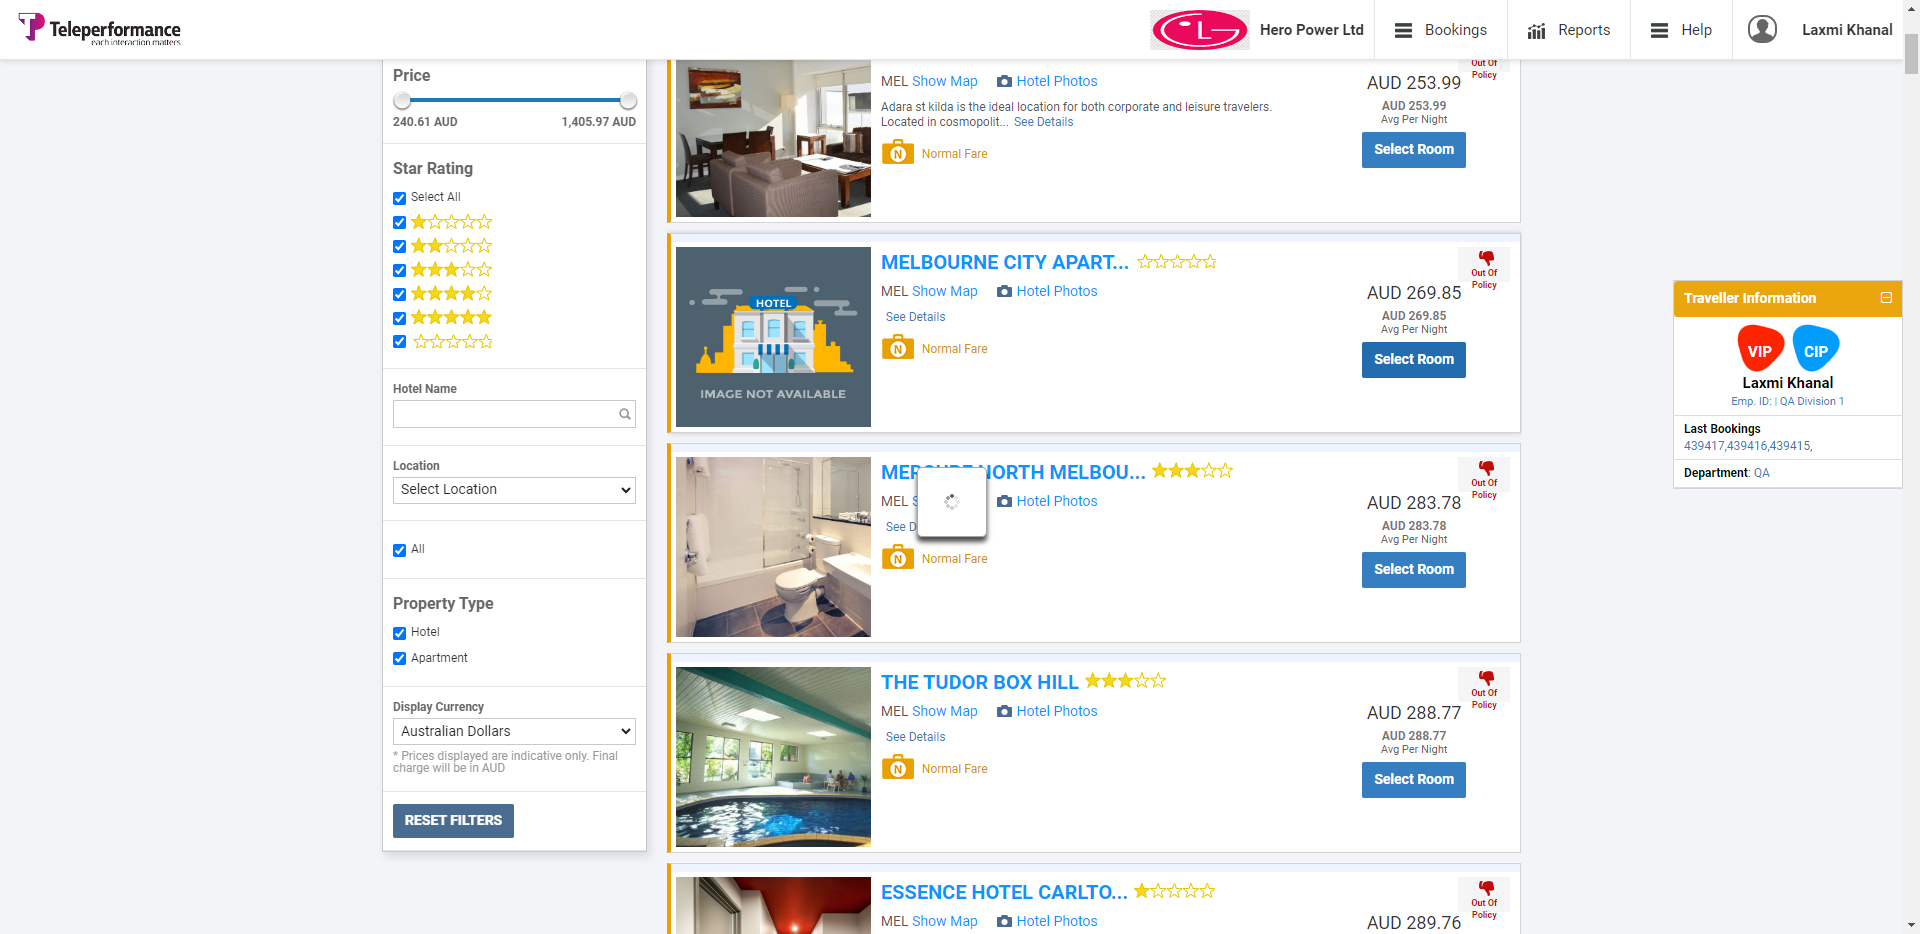 Teleperformance
each interaction matters
LG
Hero Power Ltd
Bookings
Reports
Help
Laxmi Khanal
Price
240.61 AUD
1,405.97 AUD
Star Rating
Select All
Hotel Name
Location
Select Location
All
Property Type
Hotel
Apartment
Display Currency
Australian Dollars
* Prices displayed are indicative only. Final
charge will be in AUD
RESET FILTERS
MEL Show Map Hotel Photos
Adara st kilda is the ideal location for both corporate and leisure travelers.
Located in cosmopolit... See Details
N Normal Fare
Out Of
Policy
AUD 253.99
AUD 253.99
Avg Per Night
Select Room
HOTEL
IMAGE NOT AVAILABLE
MELBOURNE CITY APART...
MEL Show Map Hotel Photos
See Details
N Normal Fare
Out Of
Policy
AUD 269.85
AUD 269.85
Avg Per Night
Select Room
NORTH MELBOU...
MEL Hotel Photos
See D
N Normal Fare
Out Of
Policy
AUD 283.78
AUD 283.78
Avg Per Night
Select Room
THE TUDOR BOX HILL
MEL Show Map Hotel Photos
See Details
N Normal Fare
Out Of
Policy
AUD 288.77
AUD 288.77
Avg Per Night
Select Room
ESSENCE HOTEL CARLTO...
MEL Show Map Hotel Photos
Out Of
Policy
AUD 289.76
Traveller Information
VIP CIP
Laxmi Khanal
Emp. ID: | QA Division 1
Last Bookings
439417,439416,439415,
Department: QA